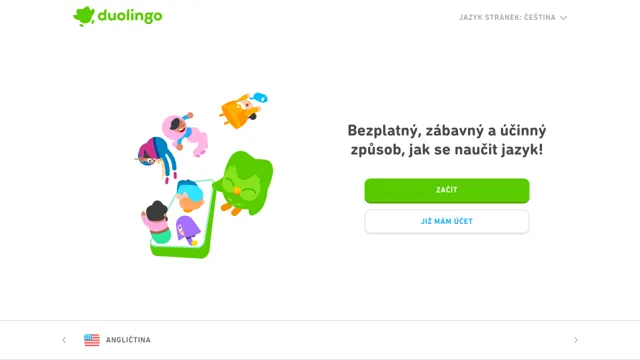 duolingo
JAZYK STRÁNEK: ČEŠTINA
Bezplatný, zábavný a účinný
způsob, jak se naučit jazyk!
ZAČÍT
JIŽ MÁM ÚČET
ANGLIČTINA